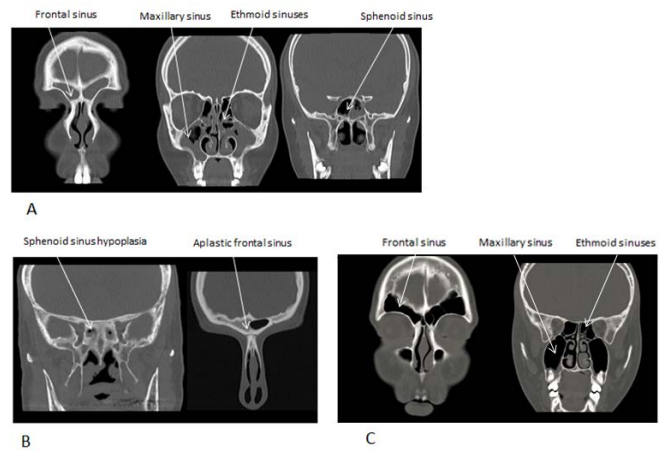 Frontal sinus
Maxillary sinus
Ethmoid sinuses
Sphenoid sinus
A
Sphenoid sinus hypoplasia
Aplastic frontal sinus
B
Frontal sinus
Maxillary sinus
Ethmoid sinuses
C